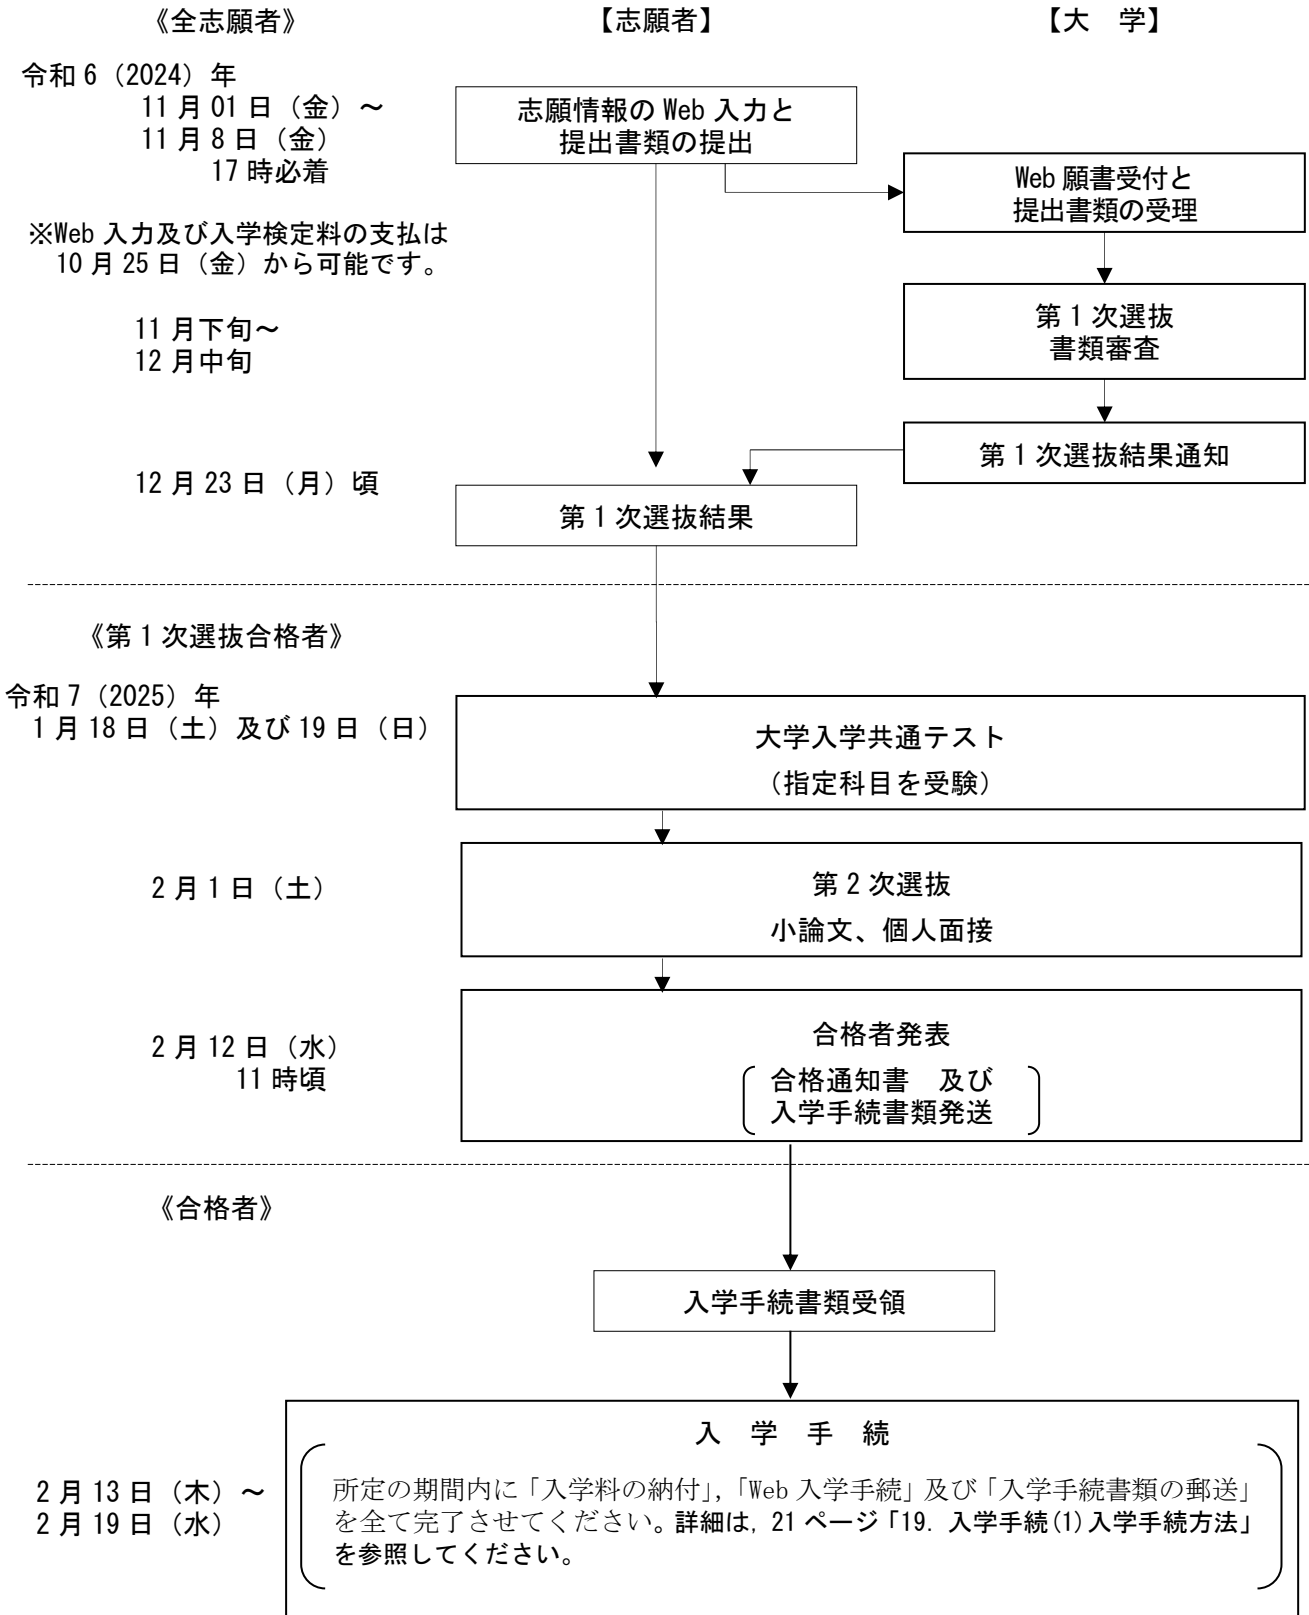 《全志願者》
【志願者】
【大　学】
令和６（2024）年
11 月 01 日（金）～
11 月 8 日（金）
17 時必着
※Web 入力及び入学検定料の支払は
10 月 25 日（金）から可能です。
志願情報の Web 入力と
提出書類の提出
Web 願書受付と
提出書類の受理
11 月下旬～
12 月中旬
第１次選抜
書類審査
第１次選抜結果通知
12 月 23 日（月）頃
第１次選抜結果
《第１次選抜合格者》
令和７（2025）年
1 月 18 日（土）及び 19 日（日）
大学入学共通テスト
（指定科目を受験）
2 月 1 日（土）
第２次選抜
小論文、個人面接
2 月 12 日（水）
11 時頃
合格者発表
合格通知書　及び
入学手続書類発送
《合格者》
入学手続書類受領
入　学　手　続
2 月 13 日（木）～
2 月 19 日（水）
所定の期間内に「入学料の納付」，「Web 入学手続」及び「入学手続書類の郵送」
を全て完了させてください。詳細は，21 ページ「19. 入学手続(1)入学手続方法」
を参照してください。